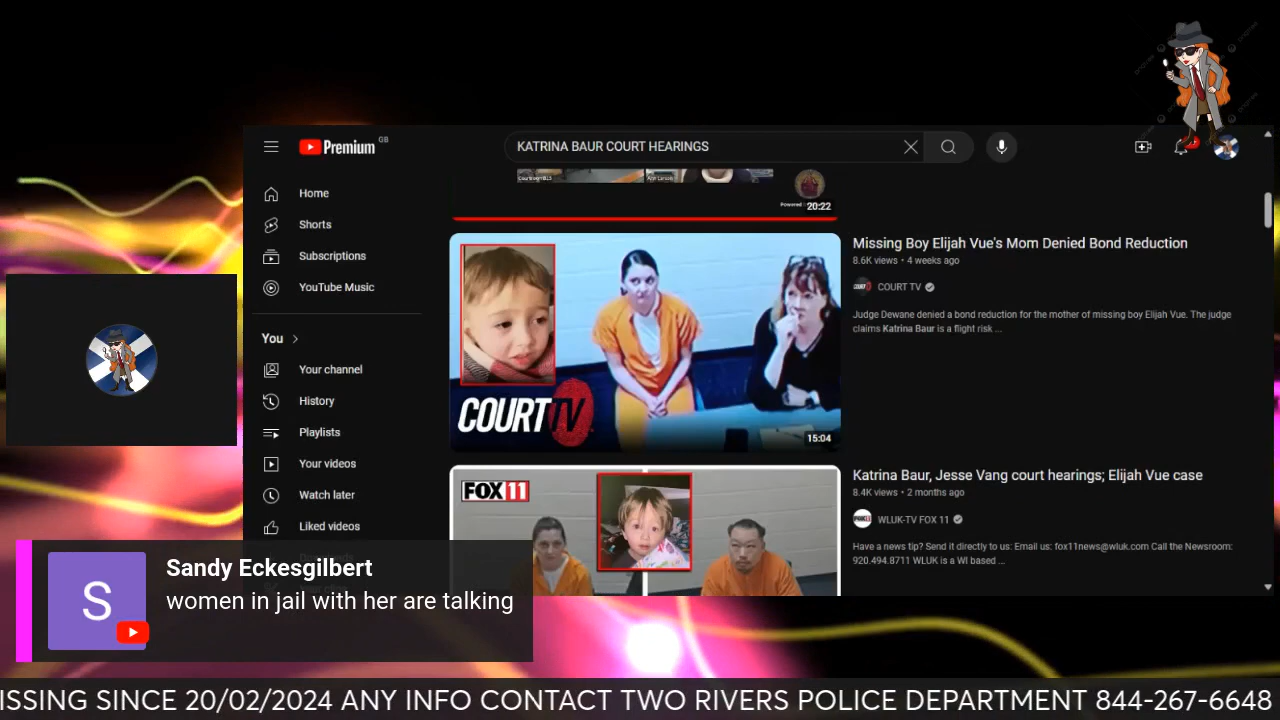 Premium GB
KATRINA BAUR COURT HEARINGS
Home
Shorts
Subscriptions
YouTube Music
You
Your channel
History
Playlists
Your videos
Watch later
Liked videos
20:22
Missing Boy Elijah Vue's Mom Denied Bond Reduction
8.6K views • 4 weeks ago
COURT TV
Judge Dewane denied a bond reduction for the mother of missing boy Elijah Vue. The judge
claims Katrina Baur is a flight risk ...
COURT TV
15:04
FOX 11
Katrina Baur, Jesse Vang court hearings; Elijah Vue case
8.4K views • 2 months ago
WLUK-TV FOX 11
Have a news tip? Send it directly to us: Email us: fox11news@wluk.com Call the Newsroom:
920.494.8711 WLUK is a WI based ...
S
Sandy Eckesgilbert
women in jail with her are talking
ISSING SINCE 20/02/2024 ANY INFO CONTACT TWO RIVERS POLICE DEPARTMENT 844-267-6648